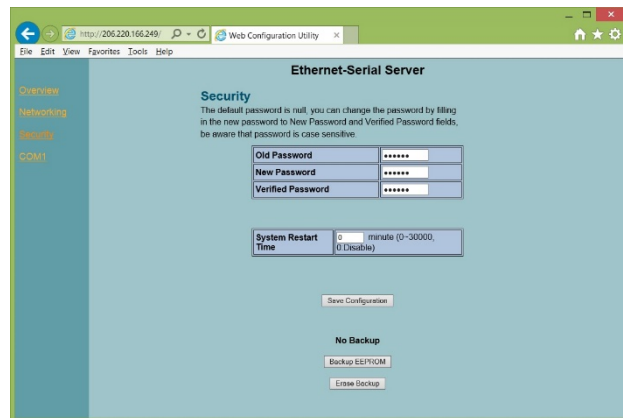 http://206.220.166.249/
Web Configuration Utility
File Edit View Favorites Tools Help
Ethernet-Serial Server
Overview
Networking
Security
COM1
Security
The default password is null, you can change the password by filling
in the new password to New Password and Verified Password fields,
be aware that password is case sensitive.
Old Password ••••••
New Password ••••••
Verified Password ••••••
System Restart 0 minute (0~30000,
Time 0:Disable)
Save Configuration
No Backup
Backup EEPROM
Erase Backup